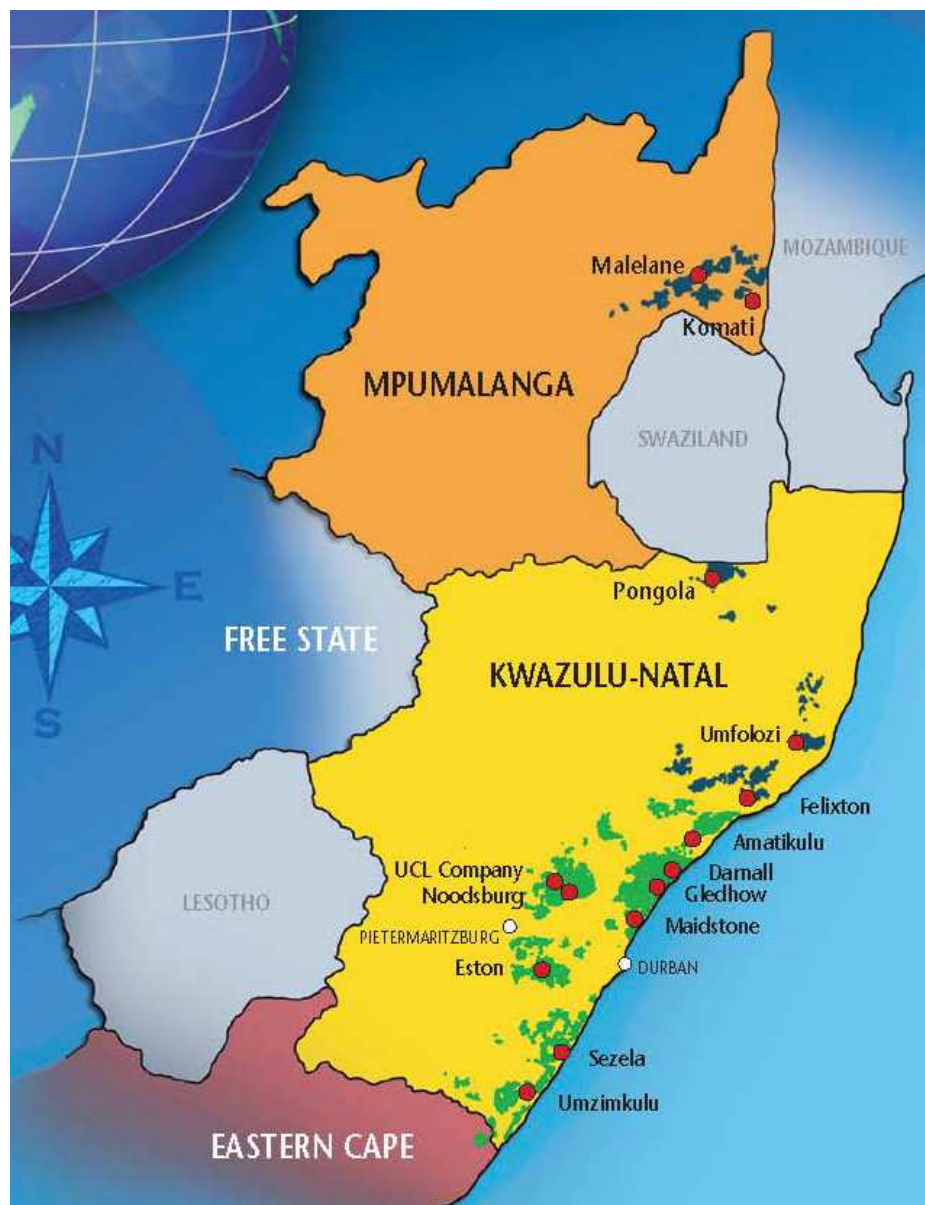 MOZAMBIQUE
Malelane
Komati
MPUMALANGA
SWAZILAND
N
E
S
Pongola
FREE STATE
KWAZULU-NATAL
Umfolozi
Felixton
Amatikulu
UCL Company
Darnall
Noodsburg
Gledhow
LESOTHO
Maidstone
PIETERMARITZBURG
Eston
DURBAN
Sezela
Umzimkulu
EASTERN CAPE